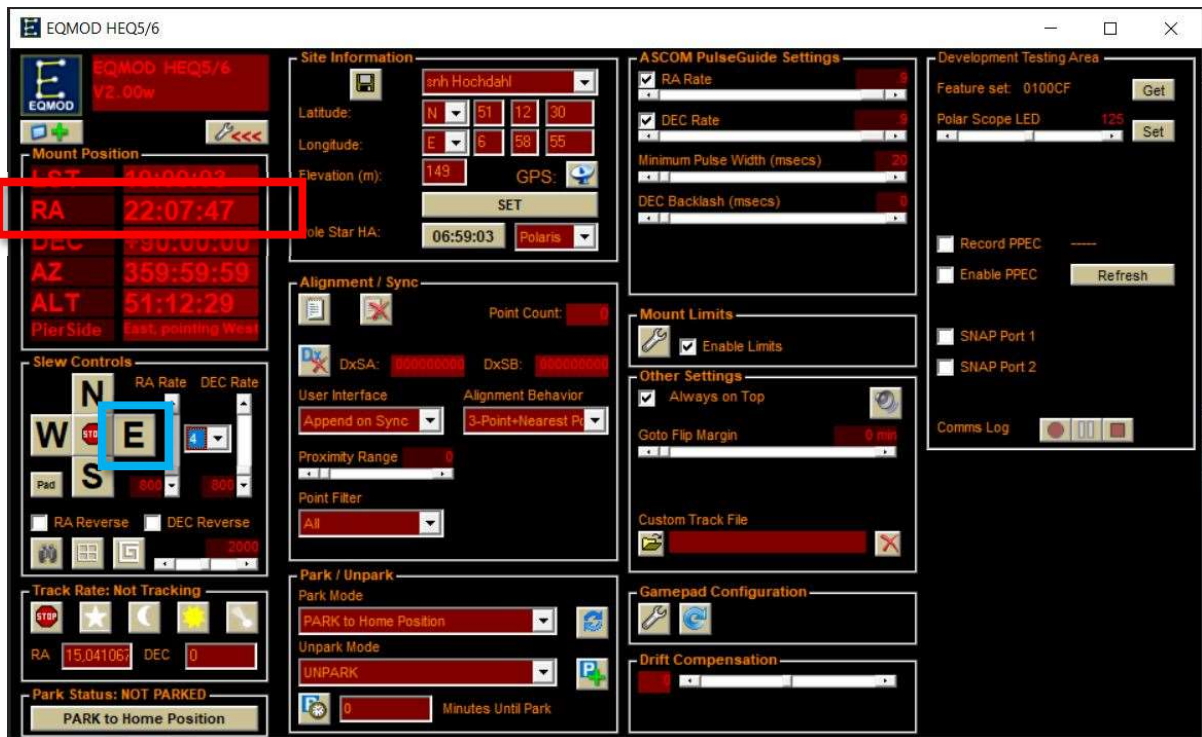 EQMOD HEQ5/6
EQMOD HEQ5/6
V2.00w
EQMOD
<<<
Mount Position
LST
RA 22:07:47
DEC +90:00:00
AZ 359:59:59
ALT 51:12:29
PierSide East, pointing West
Slew Controls
RA Rate DEC Rate
N
W STOP E
4
S
Pad
800 800
RA Reverse DEC Reverse
2000
Track Rate: Not Tracking
STOP
RA 15,041067 DEC 0
Park Status: NOT PARKED
PARK to Home Position
Site Information
snh Hochdahl
Latitude: N 51 12 30
Longitude: E 6 58 55
Elevation (m): 149 GPS:
SET
Pole Star HA: 06:59:03 Polaris
Alignment / Sync
Point Count: 0
Dx
DxSA: 000000000 DxSB: 000000000
User Interface Alignment Behavior
Append on Sync 3-Point+Nearest Po
Proximity Range 0
Point Filter
All
Park / Unpark
Park Mode
PARK to Home Position
Unpark Mode
UNPARK
P
0 Minutes Until Park
ASCOM PulseGuide Settings
RA Rate .9
DEC Rate .9
Minimum Pulse Width (msecs) 20
DEC Backlash (msecs) 0
Mount Limits
Enable Limits
Other Settings
Always on Top
Goto Flip Margin 0 min
Custom Track File
Gamepad Configuration
Drift Compensation
0
Development Testing Area
Feature set: 0100CF Get
Polar Scope LED 125 Set
Record PPEC -----
Enable PPEC Refresh
SNAP Port 1
SNAP Port 2
Comms Log